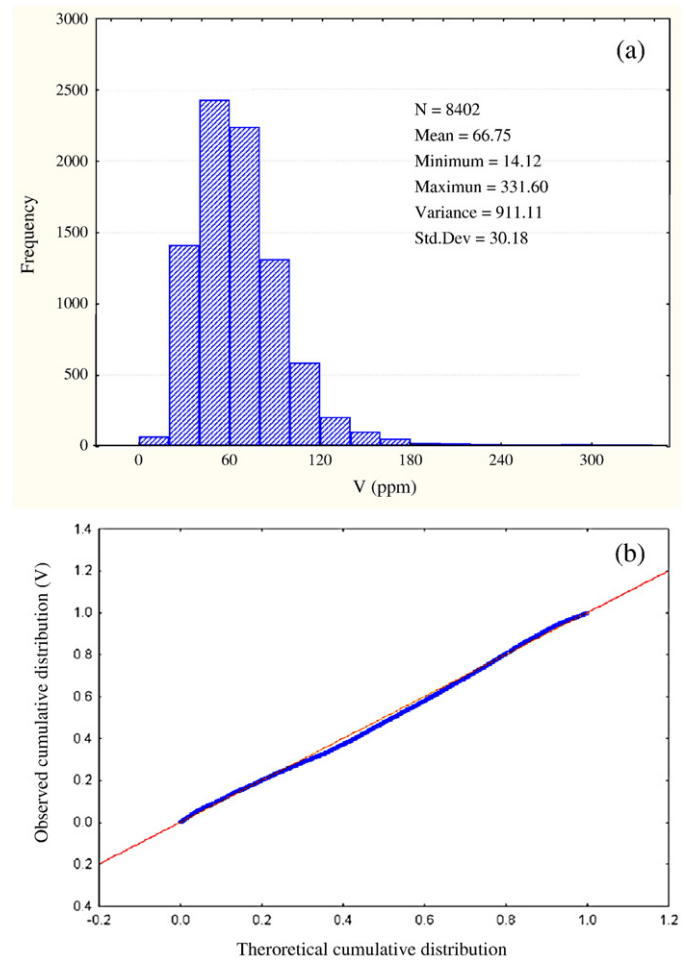 (a)
3000
2500
2000
1500
1000
500
0
Frequency
N = 8402
Mean = 66.75
Minimum = 14.12
Maximun = 331.60
Variance = 911.11
Std.Dev = 30.18
0 60 120 180 240 300
V (ppm)
(b)
1.4
1.2
1.0
0.8
0.6
0.4
0.2
0.0
0.2
0.4
Observed cumulative distribution (V)
-0.2 0.0 0.2 0.4 0.6 0.8 1.0 1.2
Theroretical cumulative distribution